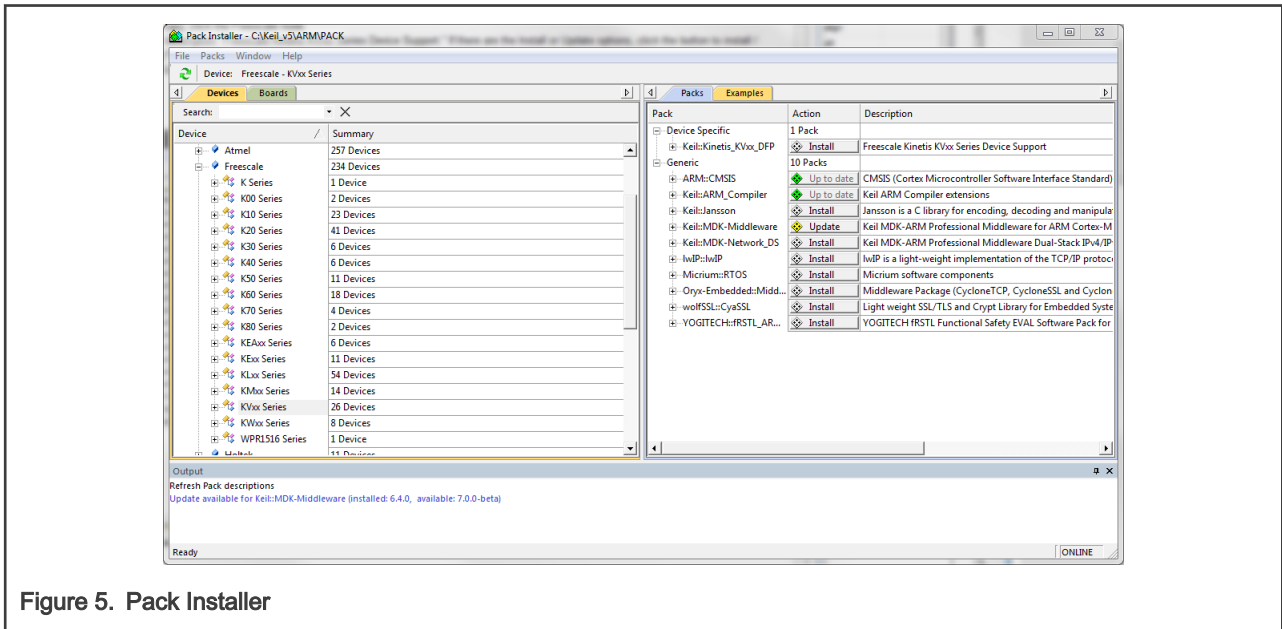 Pack Installer - C:\Keil_v5\ARM\PACK
File Packs Window Help
Device: Freescale - KVxx Series
Devices Boards
Search:
Device / Summary
Atmel 257 Devices
Freescale 234 Devices
K Series 1 Device
K00 Series 2 Devices
K10 Series 23 Devices
K20 Series 41 Devices
K30 Series 6 Devices
K40 Series 6 Devices
K50 Series 11 Devices
K60 Series 18 Devices
K70 Series 4 Devices
K80 Series 2 Devices
KEAxx Series 6 Devices
KExx Series 11 Devices
KLxx Series 54 Devices
KMxx Series 14 Devices
KVxx Series 26 Devices
KWxx Series 8 Devices
WPR1516 Series 1 Device
Holtek 11 Devices
Packs Examples
Pack Action Description
Device Specific 1 Pack
Keil::Kinetis_KVxx_DFP Install Freescale Kinetis KVxx Series Device Support
Generic 10 Packs
ARM::CMSIS Up to date CMSIS (Cortex Microcontroller Software Interface Standard)
Keil::ARM_Compiler Up to date Keil ARM Compiler extensions
Keil::Jansson Install Jansson is a C library for encoding, decoding and manipula
Keil::MDK-Middleware Update Keil MDK-ARM Professional Middleware for ARM Cortex-M
Keil::MDK-Network_DS Install Keil MDK-ARM Professional Middleware Dual-Stack IPv4/IP
lwIP::lwIP Install lwIP is a light-weight implementation of the TCP/IP protoc
Micrium::RTOS Install Micrium software components
Oryx-Embedded::Midd... Install Middleware Package (CycloneTCP, CycloneSSL and Cyclon
wolfSSL::CyaSSL Install Light weight SSL/TLS and Crypt Library for Embedded Syste
YOGITECH::fRSTL_AR... Install YOGITECH fRSTL Functional Safety EVAL Software Pack for
Output
Refresh Pack descriptions
Update available for Keil::MDK-Middleware (installed: 6.4.0, available: 7.0.0-beta)
Ready ONLINE
Figure 5. Pack Installer